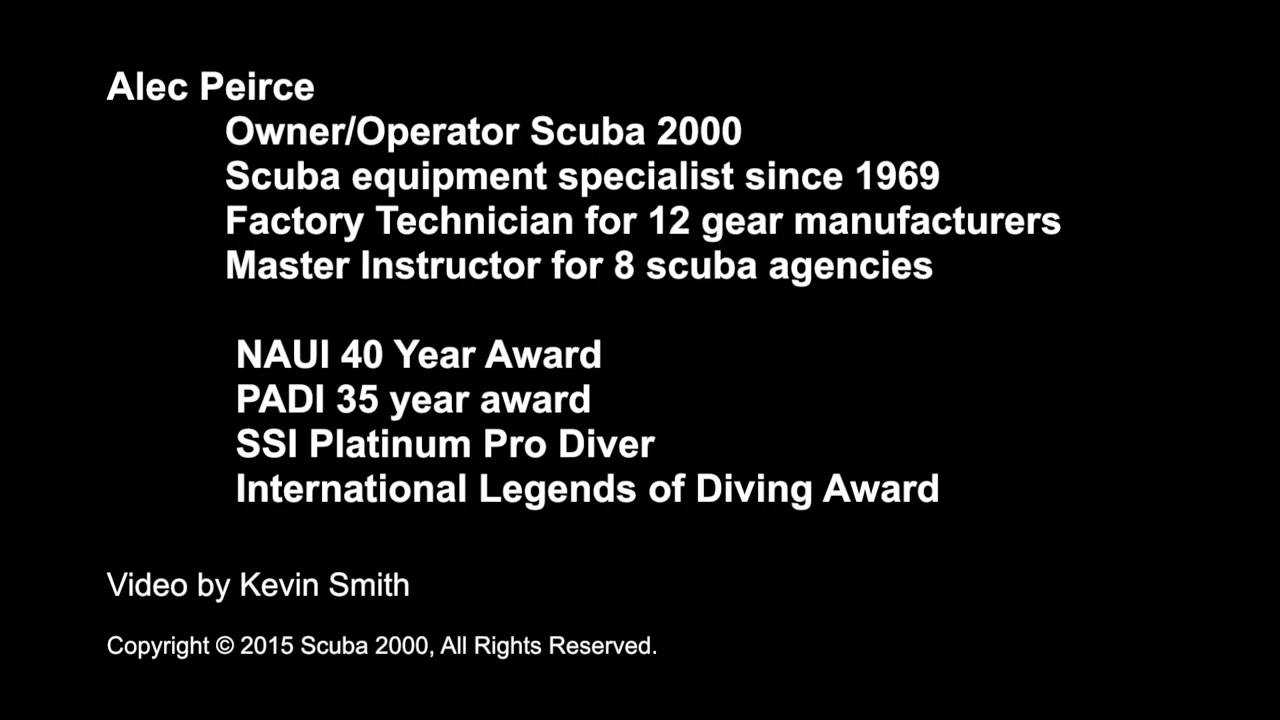 Alec Peirce
Owner/Operator Scuba 2000
Scuba equipment specialist since 1969
Factory Technician for 12 gear manufacturers
Master Instructor for 8 scuba agencies
NAUI 40 Year Award
PADI 35 year award
SSI Platinum Pro Diver
International Legends of Diving Award
Video by Kevin Smith
Copyright © 2015 Scuba 2000, All Rights Reserved.